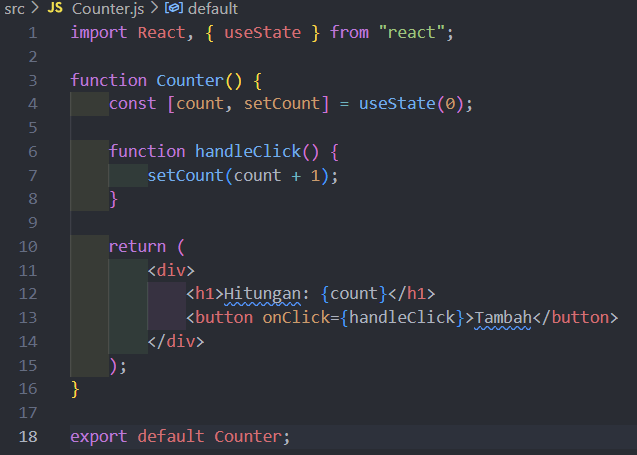 src > JS Counter.js > default
1 import React, { useState } from "react";
2
3 function Counter() {
4     const [count, setCount] = useState(0);
5
6     function handleClick() {
7         setCount(count + 1);
8     }
9
10     return (
11         <div>
12             <h1>Hitungan: {count}</h1>
13             <button onClick={handleClick}>Tambah</button>
14         </div>
15     );
16 }
17
18 export default Counter;